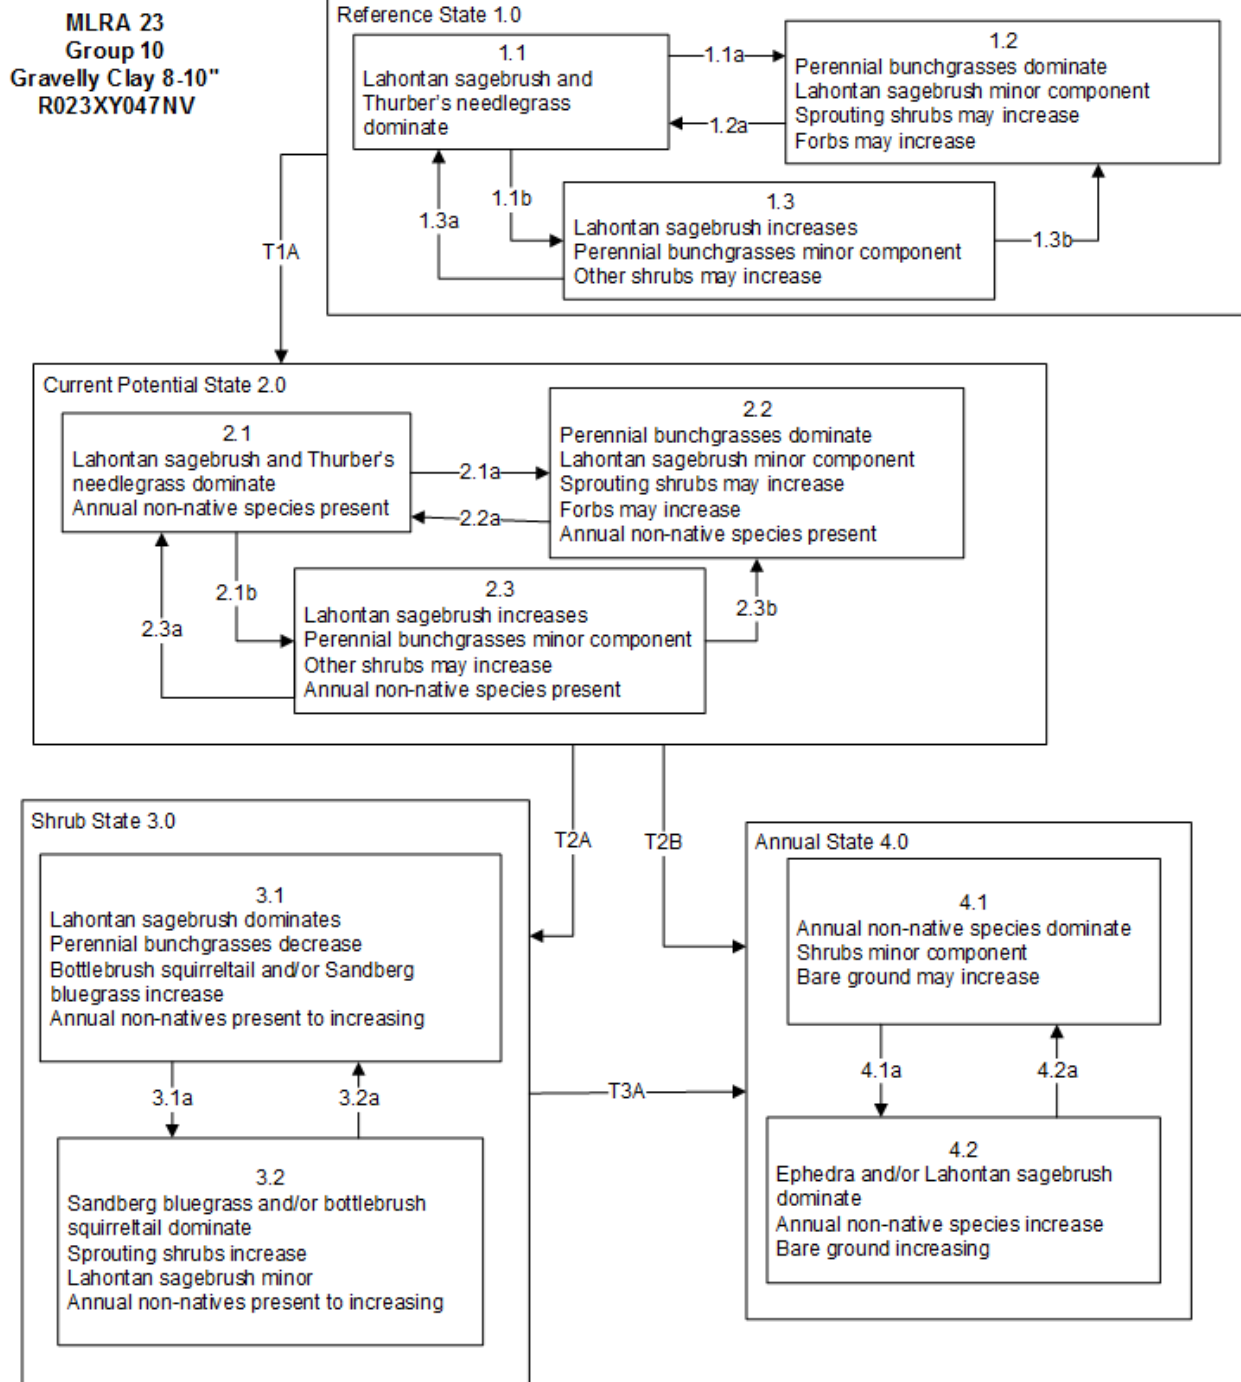 MLRA 23
Group 10
Gravelly Clay 8-10"
R023XY047NV
Reference State 1.0
1.1
Lahontan sagebrush and
Thurber's needlegrass
dominate
1.1a
1.2a
1.2
Perennial bunchgrasses dominate
Lahontan sagebrush minor component
Sprouting shrubs may increase
Forbs may increase
1.1b
1.3a
1.3
Lahontan sagebrush increases
Perennial bunchgrasses minor component
Other shrubs may increase
1.3b
T1A
Current Potential State 2.0
2.1
Lahontan sagebrush and Thurber's
needlegrass dominate
Annual non-native species present
2.1a
2.2a
2.2
Perennial bunchgrasses dominate
Lahontan sagebrush minor component
Sprouting shrubs may increase
Forbs may increase
Annual non-native species present
2.1b
2.3a
2.3
Lahontan sagebrush increases
Perennial bunchgrasses minor component
Other shrubs may increase
Annual non-native species present
2.3b
T2A
T2B
Shrub State 3.0
3.1
Lahontan sagebrush dominates
Perennial bunchgrasses decrease
Bottlebrush squirreltail and/or Sandberg
bluegrass increase
Annual non-natives present to increasing
3.1a
3.2a
3.2
Sandberg bluegrass and/or bottlebrush
squirreltail dominate
Sprouting shrubs increase
Lahontan sagebrush minor
Annual non-natives present to increasing
T3A
Annual State 4.0
4.1
Annual non-native species dominate
Shrubs minor component
Bare ground may increase
4.1a
4.2a
4.2
Ephedra and/or Lahontan sagebrush
dominate
Annual non-native species increase
Bare ground increasing